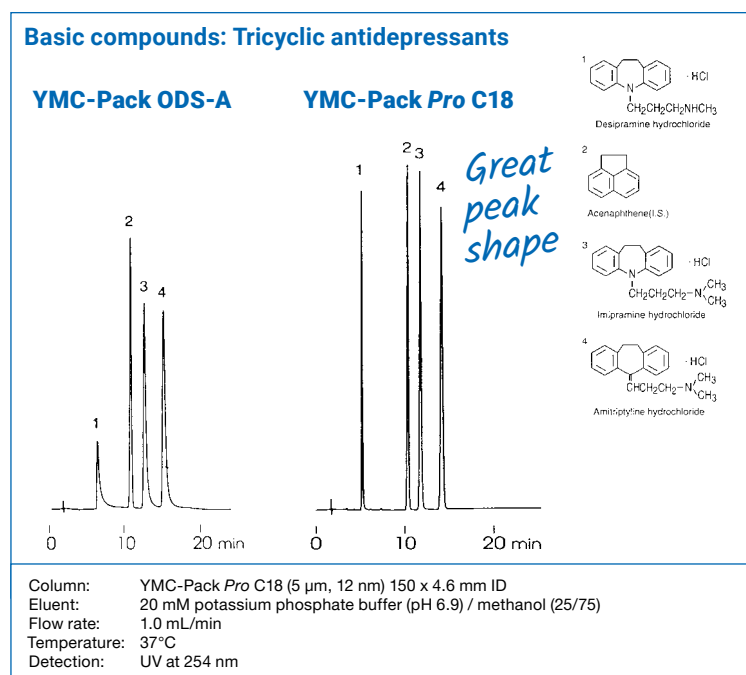 Basic compounds: Tricyclic antidepressants
YMC-Pack ODS-A
YMC-Pack Pro C18
Great
peak
shape
1
2
3
4
0
10
20 min
1
2
3
4
0
10
20 min
1
N
·HCl
CH₂CH₂CH₂NHCH₃
Desipramine hydrochloride
2
Acenaphthene(I.S.)
3
N
·HCl
CH₂CH₂CH₂–N
CH₃
CH₃
Imipramine hydrochloride
4
·HCl
CHCH₂CH₂–N
CH₃
CH₃
Amitriptyline hydrochloride
Column: YMC-Pack Pro C18 (5 µm, 12 nm) 150 x 4.6 mm ID
Eluent: 20 mM potassium phosphate buffer (pH 6.9) / methanol (25/75)
Flow rate: 1.0 mL/min
Temperature: 37°C
Detection: UV at 254 nm